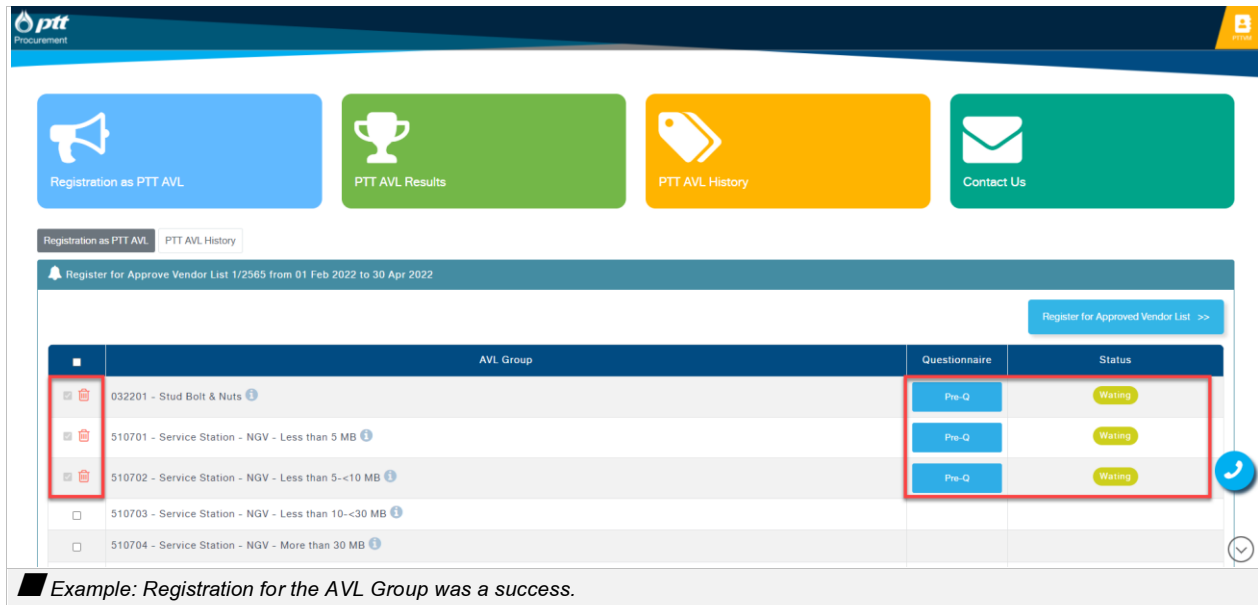 ptt
Procurement
PTTVM
Registration as PTT AVL
PTT AVL Results
PTT AVL History
Contact Us
Registration as PTT AVL PTT AVL History
Register for Approve Vendor List 1/2565 from 01 Feb 2022 to 30 Apr 2022
Register for Approved Vendor List >>
AVL Group Questionnaire Status
032201 - Stud Bolt & Nuts Pre-Q Wating
510701 - Service Station - NGV - Less than 5 MB Pre-Q Wating
510702 - Service Station - NGV - Less than 5-<10 MB Pre-Q Wating
510703 - Service Station - NGV - Less than 10-<30 MB
510704 - Service Station - NGV - More than 30 MB
Example: Registration for the AVL Group was a success.